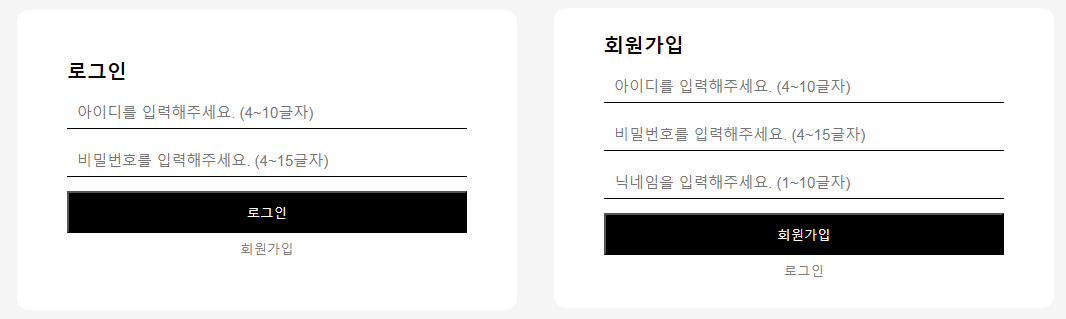 로그인
아이디를 입력해주세요. (4~10글자)
비밀번호를 입력해주세요. (4~15글자)
로그인
회원가입
회원가입
아이디를 입력해주세요. (4~10글자)
비밀번호를 입력해주세요. (4~15글자)
닉네임을 입력해주세요. (1~10글자)
회원가입
로그인